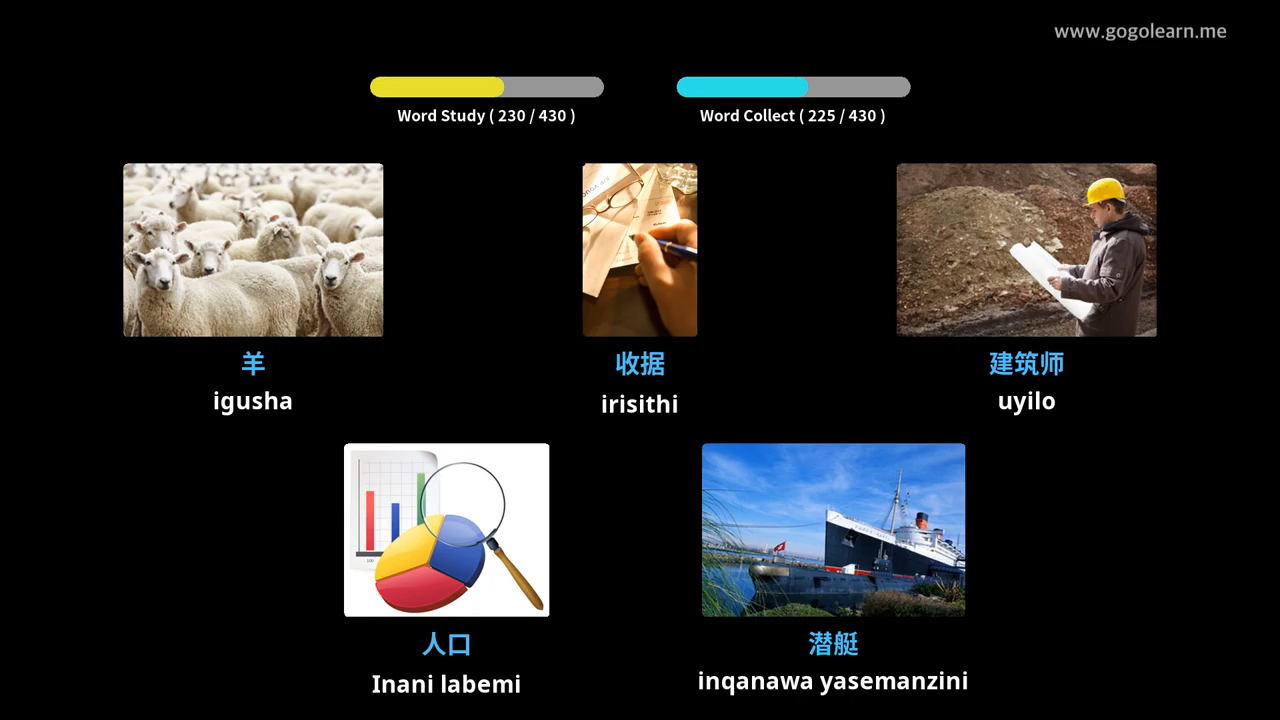 www.gogolearn.me
Word Study ( 230 / 430 )
Word Collect ( 225 / 430 )
羊
igusha
收据
irisithi
建筑师
uyilo
人口
Inani labemi
潜艇
inqanawa yasemanzini